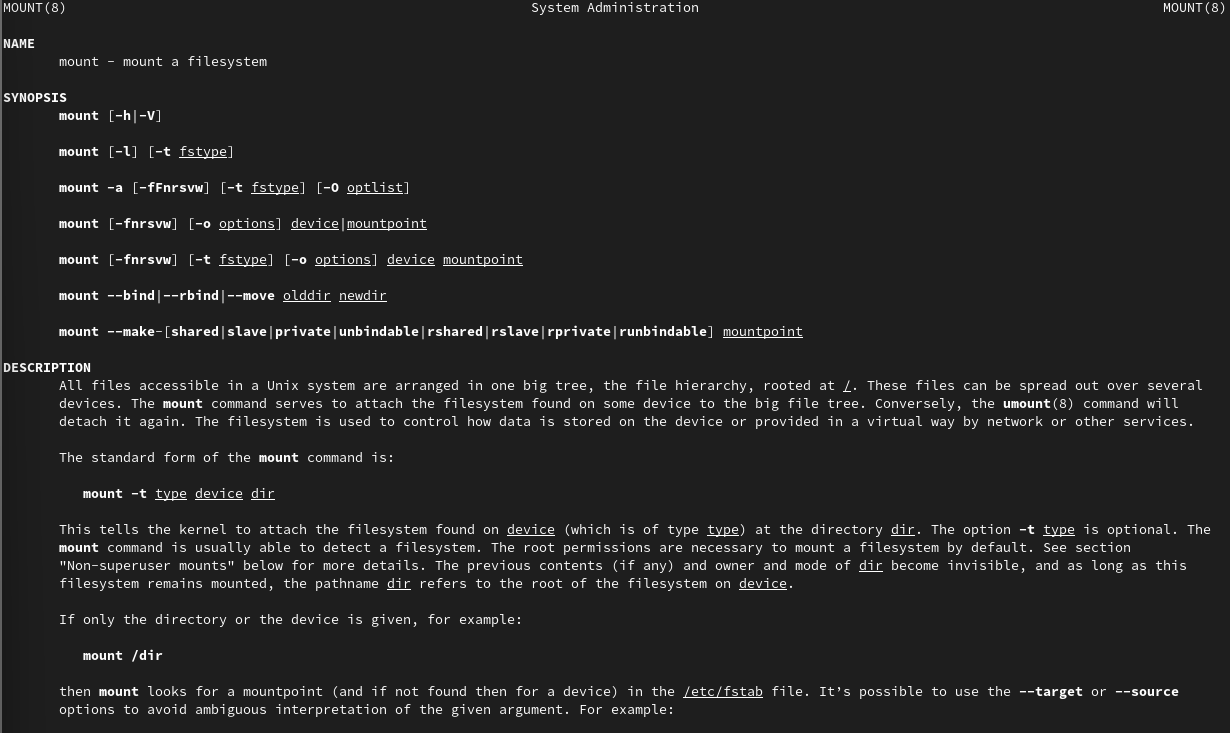 MOUNT(8) System Administration MOUNT(8)
NAME
mount - mount a filesystem
SYNOPSIS
mount [-h|-V]
mount [-l] [-t fstype]
mount -a [-fFnrsvw] [-t fstype] [-O optlist]
mount [-fnrsvw] [-o options] device|mountpoint
mount [-fnrsvw] [-t fstype] [-o options] device mountpoint
mount --bind|--rbind|--move olddir newdir
mount --make-[shared|slave|private|unbindable|rshared|rslave|rprivate|runbindable] mountpoint
DESCRIPTION
All files accessible in a Unix system are arranged in one big tree, the file hierarchy, rooted at /. These files can be spread out over several
devices. The mount command serves to attach the filesystem found on some device to the big file tree. Conversely, the umount(8) command will
detach it again. The filesystem is used to control how data is stored on the device or provided in a virtual way by network or other services.
The standard form of the mount command is:
mount -t type device dir
This tells the kernel to attach the filesystem found on device (which is of type type) at the directory dir. The option -t type is optional. The
mount command is usually able to detect a filesystem. The root permissions are necessary to mount a filesystem by default. See section
"Non-superuser mounts" below for more details. The previous contents (if any) and owner and mode of dir become invisible, and as long as this
filesystem remains mounted, the pathname dir refers to the root of the filesystem on device.
If only the directory or the device is given, for example:
mount /dir
then mount looks for a mountpoint (and if not found then for a device) in the /etc/fstab file. It’s possible to use the --target or --source
options to avoid ambiguous interpretation of the given argument. For example: